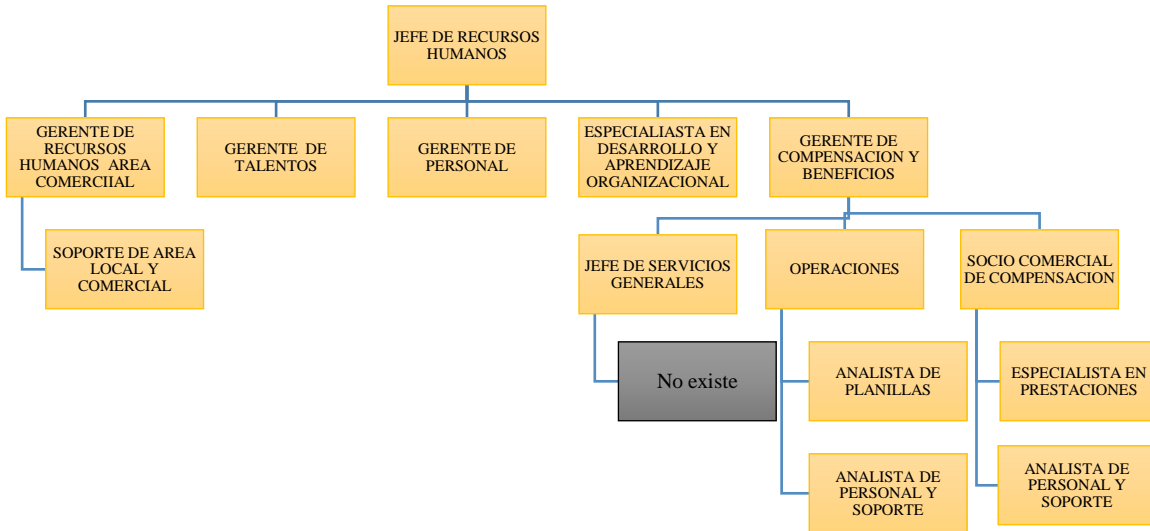 JEFE DE RECURSOS
HUMANOS
GERENTE DE
RECURSOS
HUMANOS AREA
COMERCIIAL
GERENTE DE
TALENTOS
GERENTE DE
PERSONAL
ESPECIALIASTA EN
DESARROLLO Y
APRENDIZAJE
ORGANIZACIONAL
GERENTE DE
COMPENSACION Y
BENEFICIOS
SOPORTE DE AREA
LOCAL Y
COMERCIAL
JEFE DE SERVICIOS
GENERALES
OPERACIONES
SOCIO COMERCIAL
DE COMPENSACION
No existe
ANALISTA DE
PLANILLAS
ESPECIALISTA EN
PRESTACIONES
ANALISTA DE
PERSONAL Y
SOPORTE
ANALISTA DE
PERSONAL Y
SOPORTE